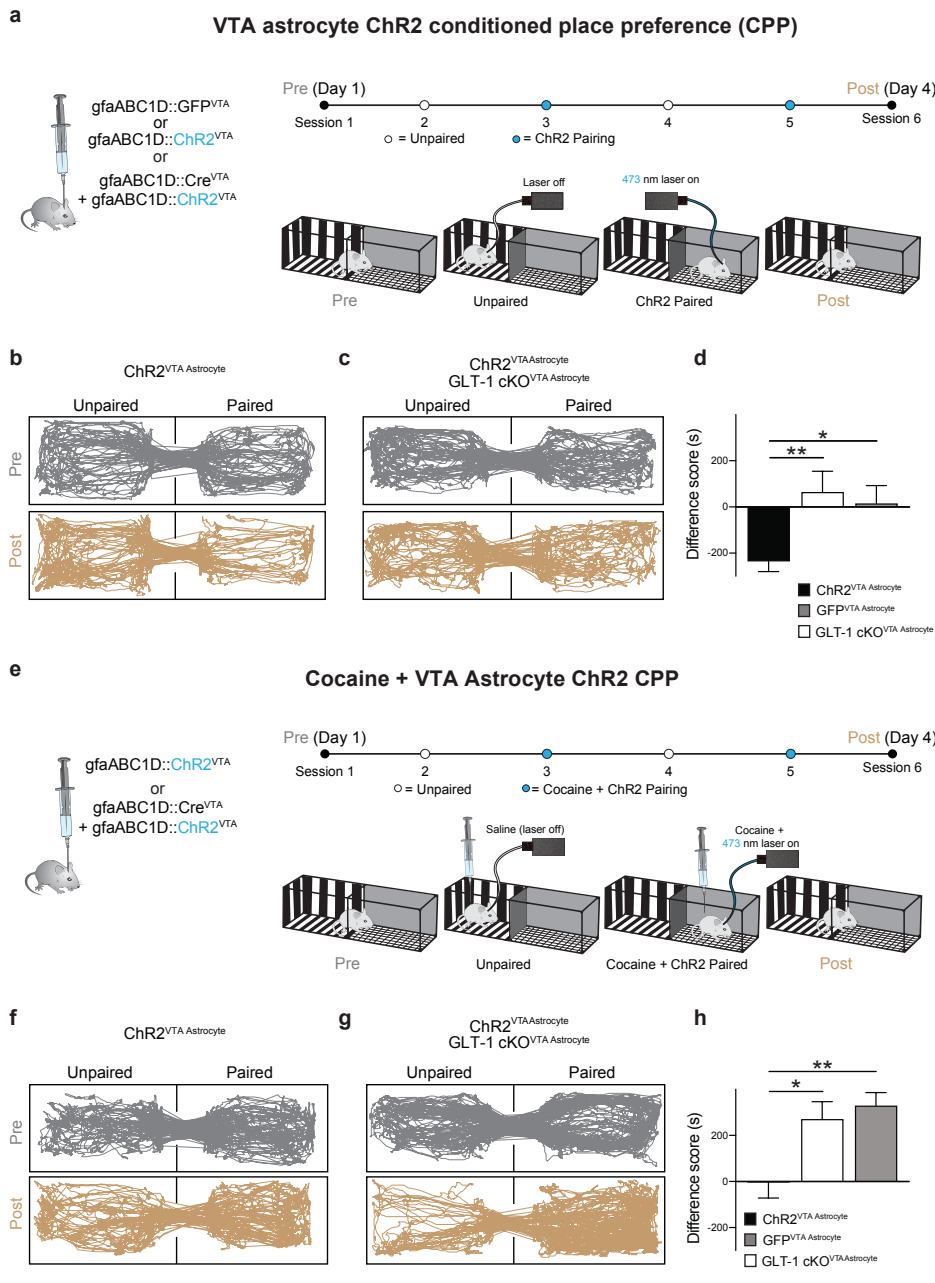 a
VTA astrocyte ChR2 conditioned place preference (CPP)
gfaABC1D::GFPVTA
or
gfaABC1D::ChR2VTA
or
gfaABC1D::CreVTA
+ gfaABC1D::ChR2VTA
Pre (Day 1)
Post (Day 4)
Session 1
2
3
4
5
Session 6
= Unpaired
= ChR2 Pairing
Laser off
473 nm laser on
Pre
Unpaired
ChR2 Paired
Post
b
ChR2VTA Astrocyte
Unpaired
Paired
Pre
Post
c
ChR2VTA Astrocyte
GLT-1 cKOVTA Astrocyte
Unpaired
Paired
d
Difference score (s)
200
0
-200
**
*
ChR2VTA Astrocyte
GFPVTA Astrocyte
GLT-1 cKOVTA Astrocyte
e
Cocaine + VTA Astrocyte ChR2 CPP
gfaABC1D::ChR2VTA
or
gfaABC1D::CreVTA
+ gfaABC1D::ChR2VTA
Pre (Day 1)
Post (Day 4)
Session 1
2
3
4
5
Session 6
= Unpaired
= Cocaine + ChR2 Pairing
Saline (laser off)
Cocaine +
473 nm laser on
Pre
Unpaired
Cocaine + ChR2 Paired
Post
f
ChR2VTA Astrocyte
Unpaired
Paired
Pre
Post
g
ChR2VTA Astrocyte
GLT-1 cKOVTA Astrocyte
Unpaired
Paired
h
Difference score (s)
200
0
-200
*
**
ChR2VTA Astrocyte
GFPVTA Astrocyte
GLT-1 cKOVTA Astrocyte